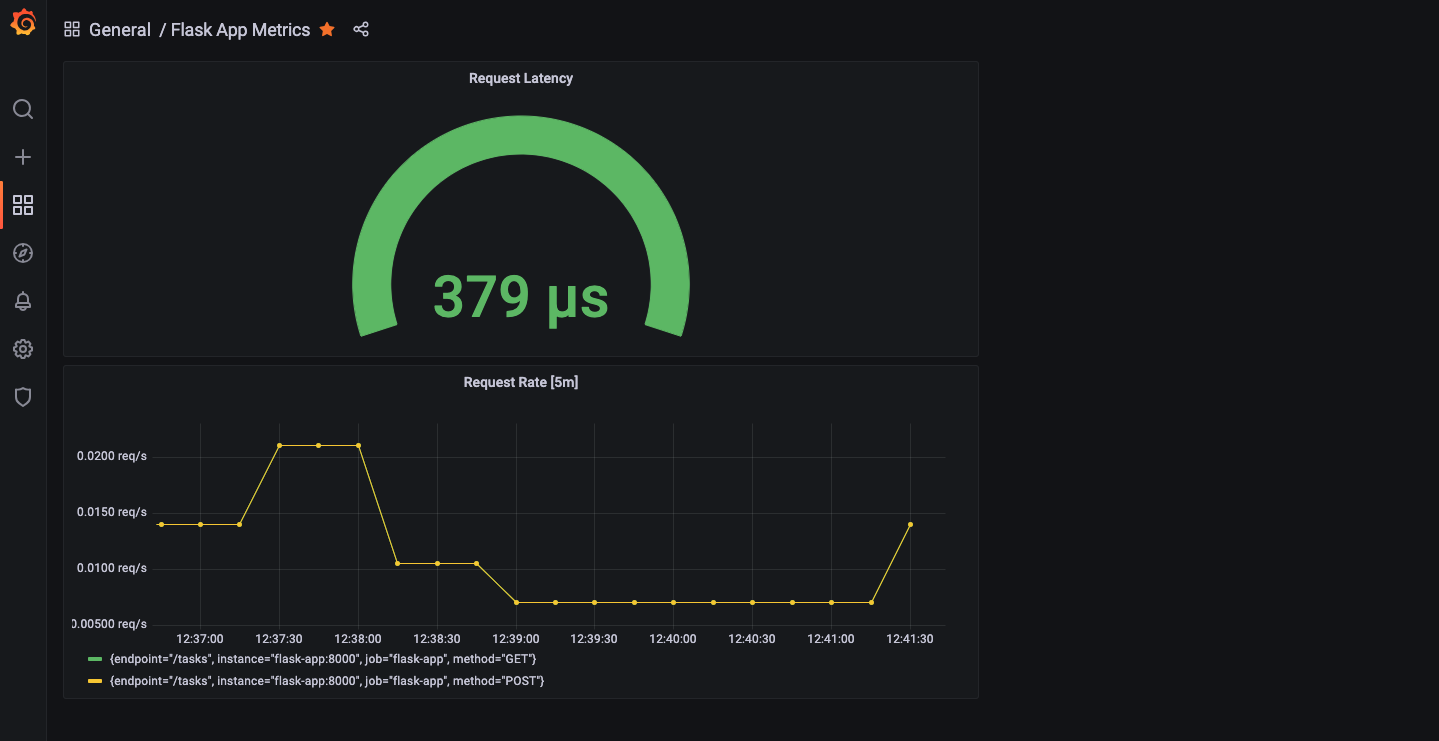 General / Flask App Metrics
Request Latency
379 µs
Request Rate [5m]
0.0200 req/s
0.0150 req/s
0.0100 req/s
0.00500 req/s
12:37:00 12:37:30 12:38:00 12:38:30 12:39:00 12:39:30 12:40:00 12:40:30 12:41:00 12:41:30
{endpoint="/tasks", instance="flask-app:8000", job="flask-app", method="GET"}
{endpoint="/tasks", instance="flask-app:8000", job="flask-app", method="POST"}